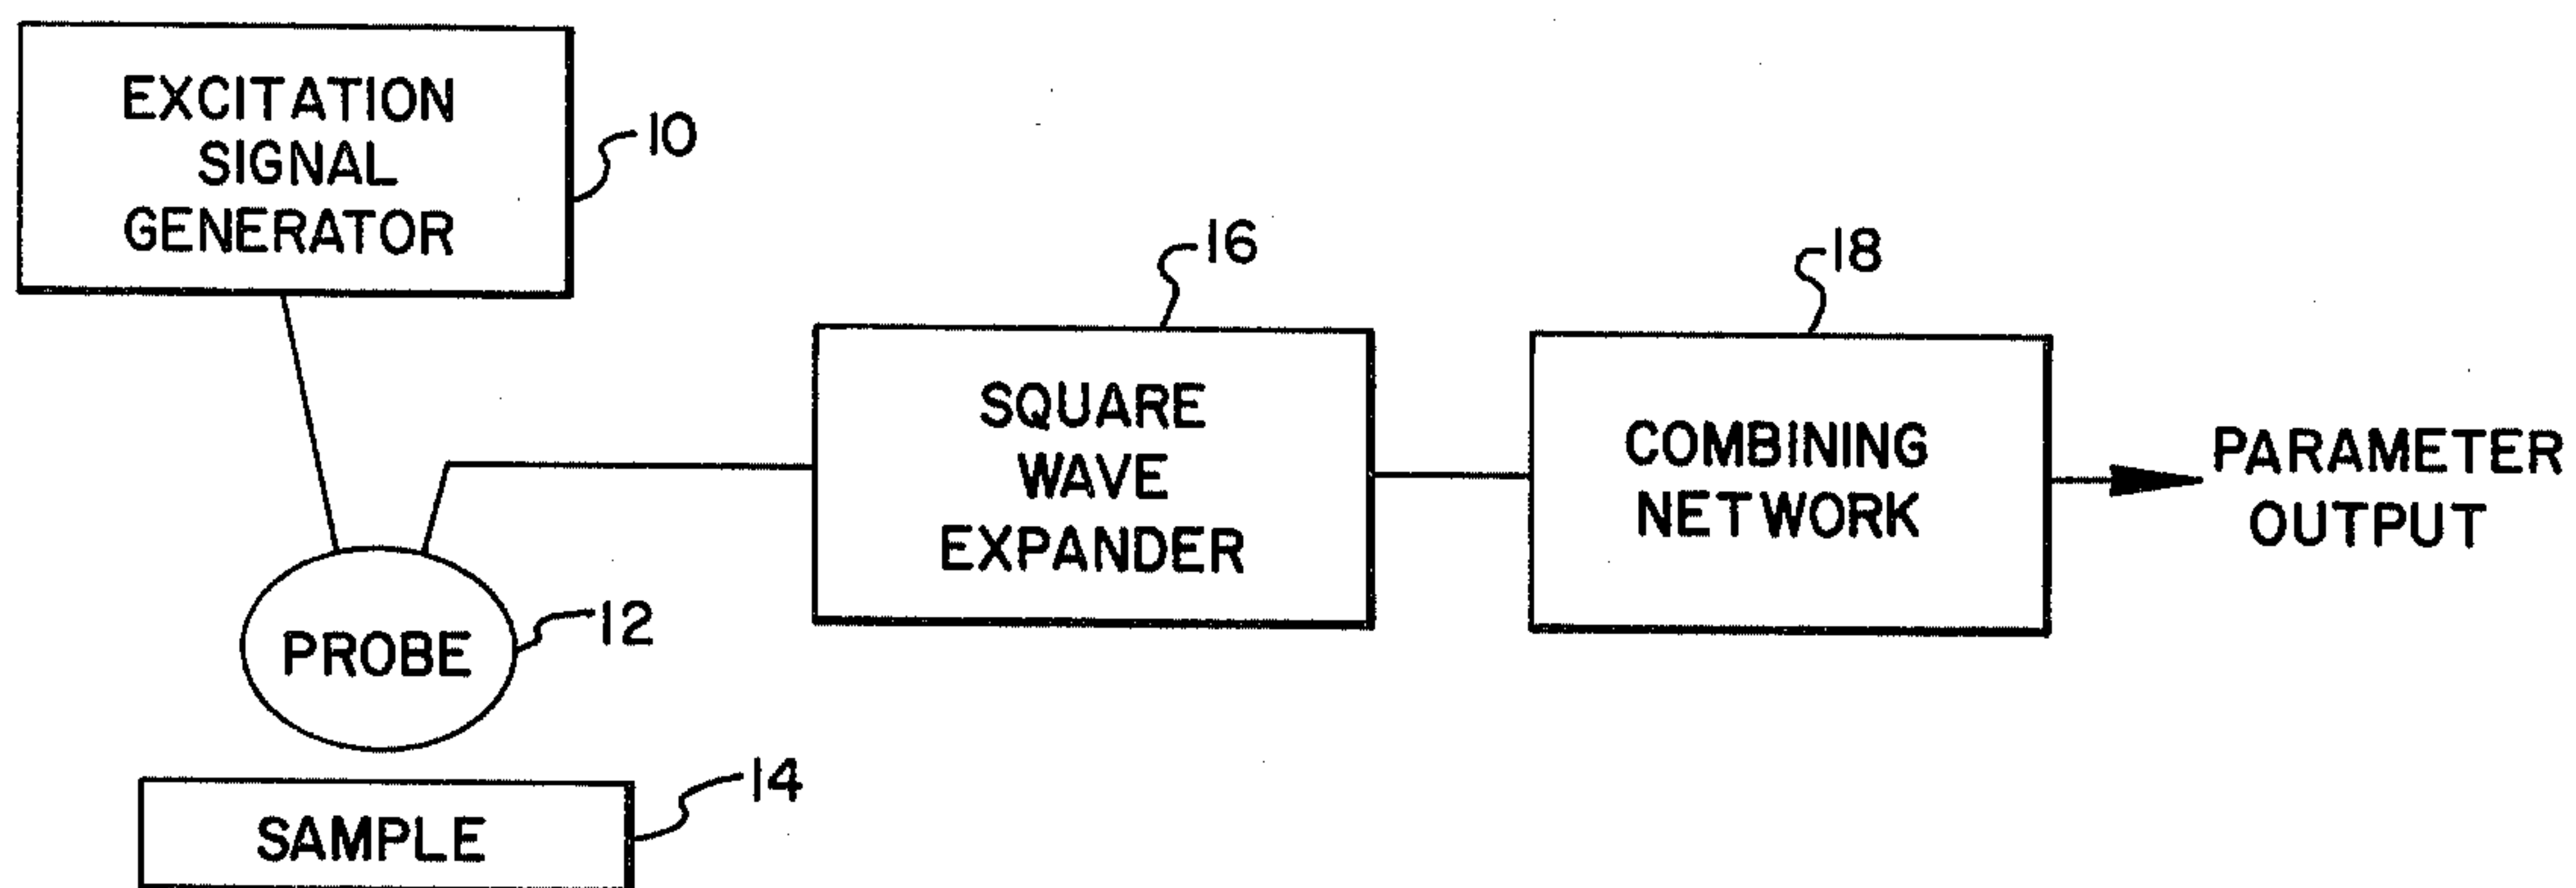 EXCITATION
SIGNAL
GENERATOR
10
16
18
SQUARE
WAVE
EXPANDER
COMBINING
NETWORK
PARAMETER
OUTPUT
PROBE
12
14
SAMPLE